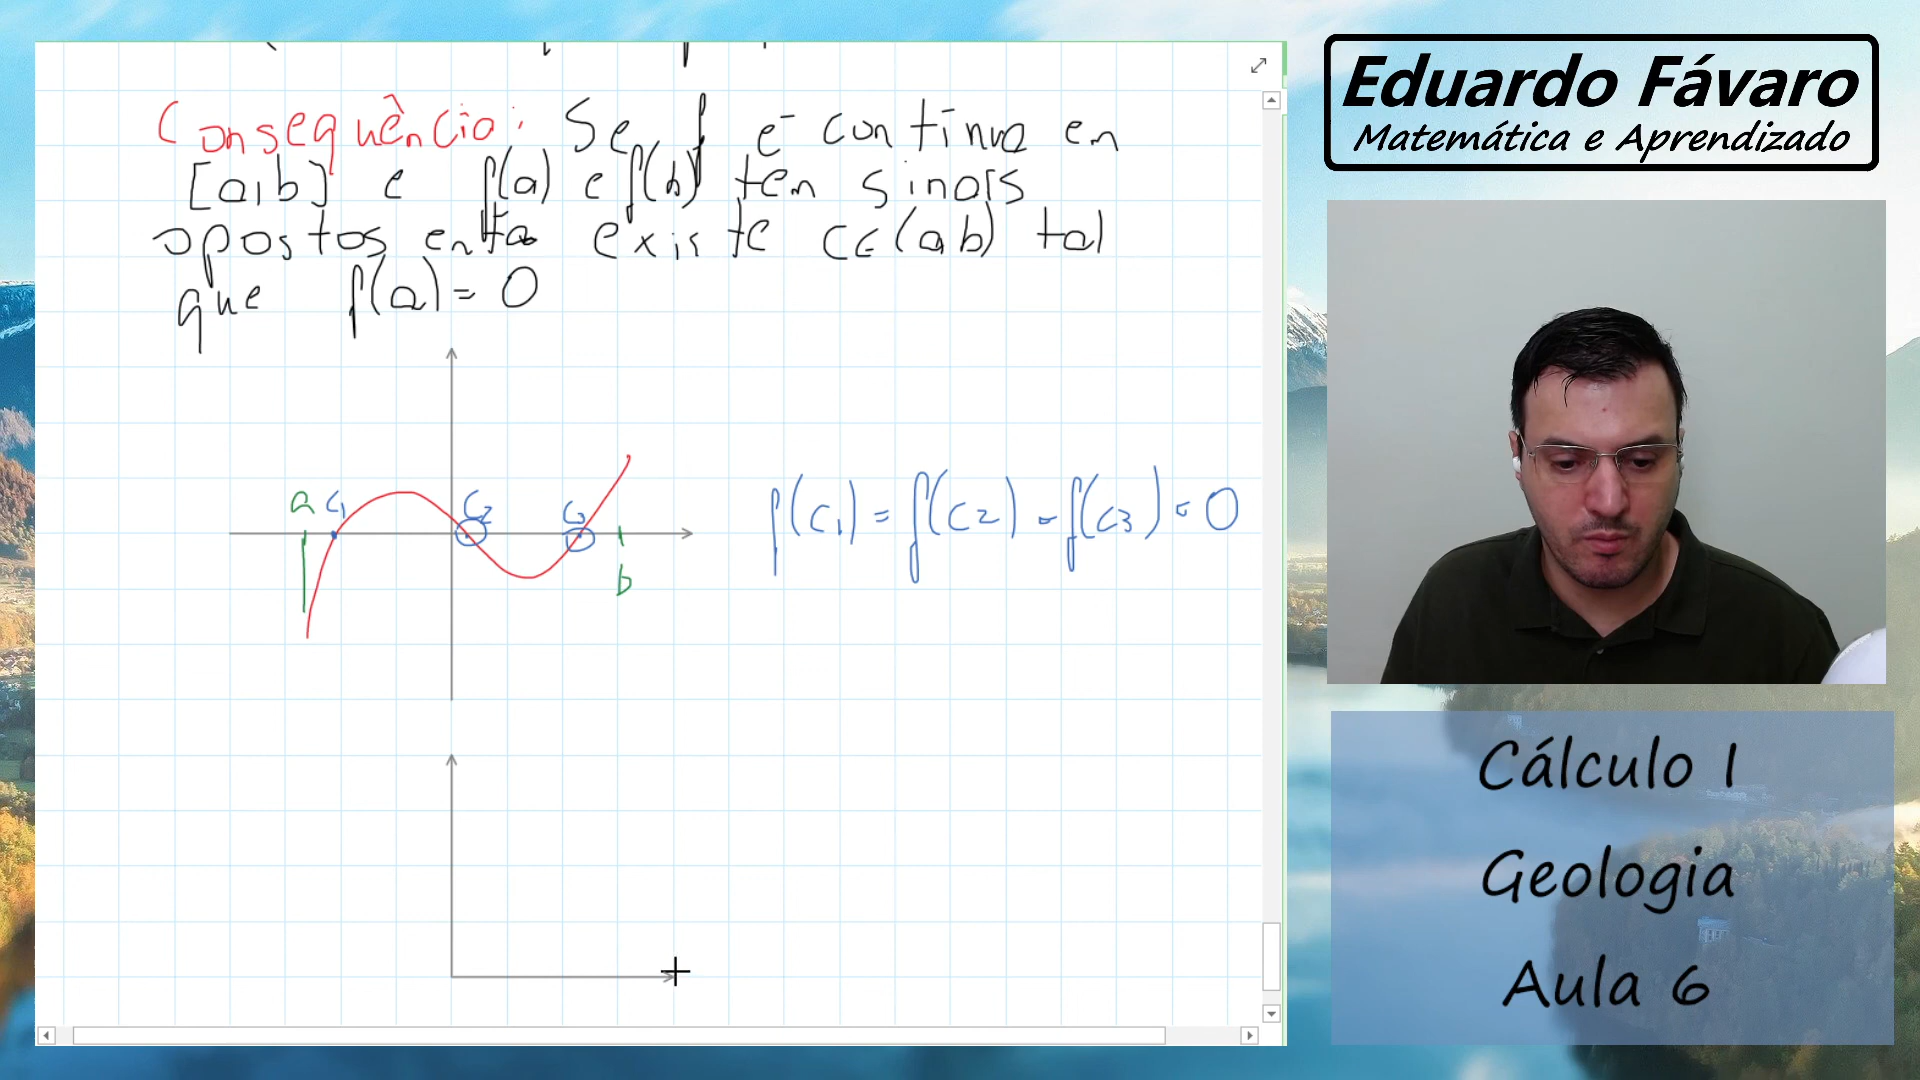 Consequência: Se f é contínua em
[a,b] e f(a) e f(b) tem sinais
opostos então existe c∈(a,b) tal
que f(a) = 0
a c1 c2 c3
b
f(c1) = f(c2) = f(c3) = 0
Eduardo Fávaro
Matemática e Aprendizado
Cálculo I
Geologia
Aula 6